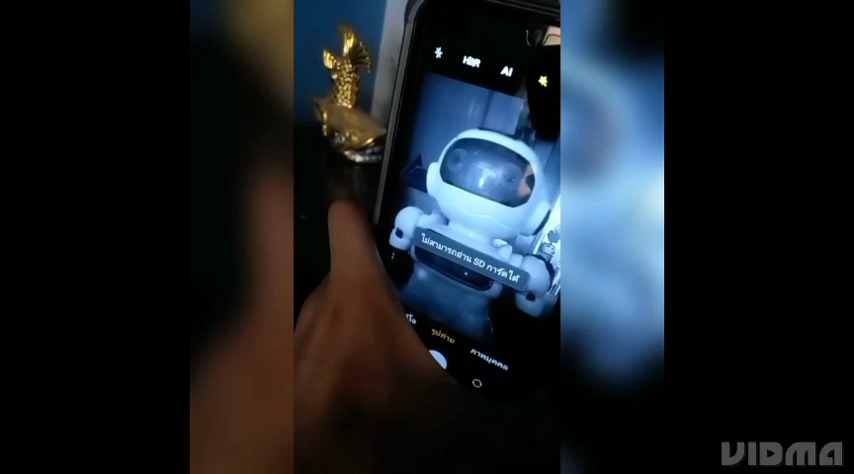 HDR
AI
ไม่สามารถอ่าน SD การ์ดได้
รูปถ่าย
ภาพบุคคล
VIDMA